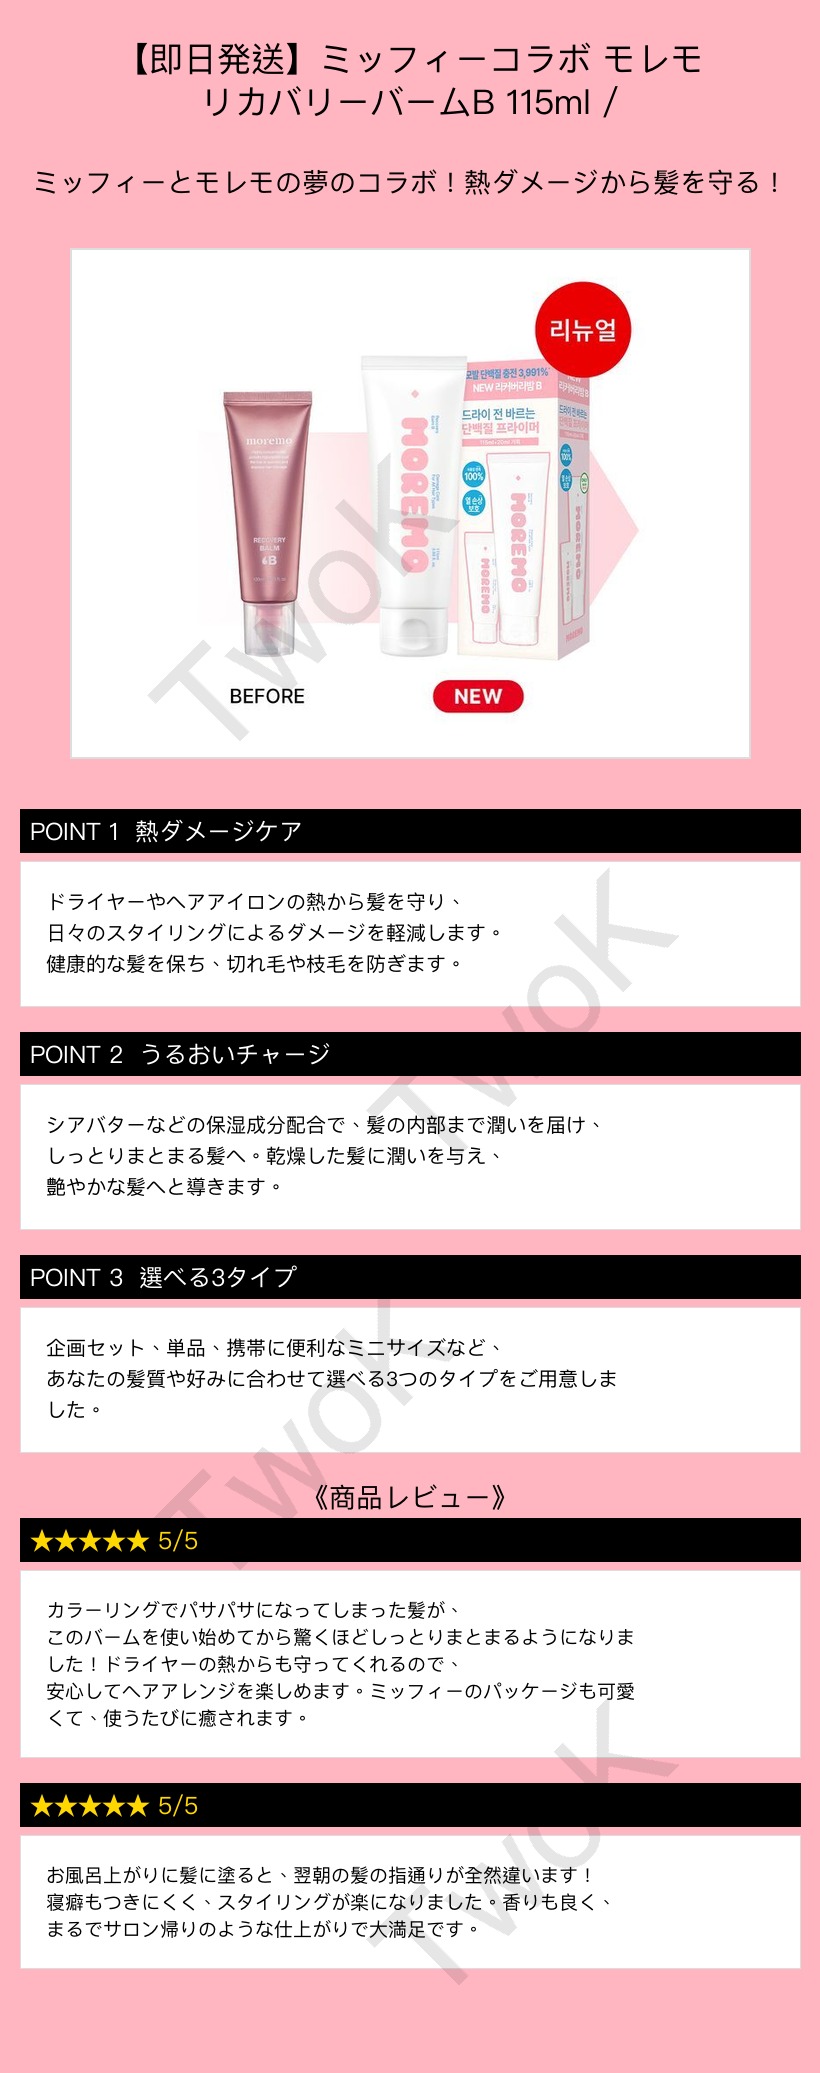 【即日発送】ミッフィーコラボ モレモ
リカバリーバームB 115ml /
ミッフィーとモレモの夢のコラボ！熱ダメージから髪を守る！
리뉴얼
모발 단백질 충전 3,991%
NEW 리커버리밤 B
드라이 전 바르는
단백질 프라이머
100%
열 손상
보호
moremo
RECOVERY
BALM
B
MOREMO
MOREMO
MOREMO
BEFORE
NEW
TwoK
POINT 1 熱ダメージケア
ドライヤーやヘアアイロンの熱から髪を守り、
日々のスタイリングによるダメージを軽減します。
健康的な髪を保ち、切れ毛や枝毛を防ぎます。
TwoK
POINT 2 うるおいチャージ
シアバターなどの保湿成分配合で、髪の内部まで潤いを届け、
しっとりまとまる髪へ。乾燥した髪に潤いを与え、
艶やかな髪へと導きます。
POINT 3 選べる3タイプ
企画セット、単品、携帯に便利なミニサイズなど、
あなたの髪質や好みに合わせて選べる3つのタイプをご用意しま
した。
TwoK
《商品レビュー》
★★★★★ 5/5
カラーリングでパサパサになってしまった髪が、
このバームを使い始めてから驚くほどしっとりまとまるようになりま
した！ドライヤーの熱からも守ってくれるので、
安心してヘアアレンジを楽しめます。ミッフィーのパッケージも可愛
くて、使うたびに癒されます。
★★★★★ 5/5
お風呂上がりに髪に塗ると、翌朝の髪の指通りが全然違います！
寝癖もつきにくく、スタイリングが楽になりました。香りも良く、
まるでサロン帰りのような仕上がりで大満足です。
TwoK